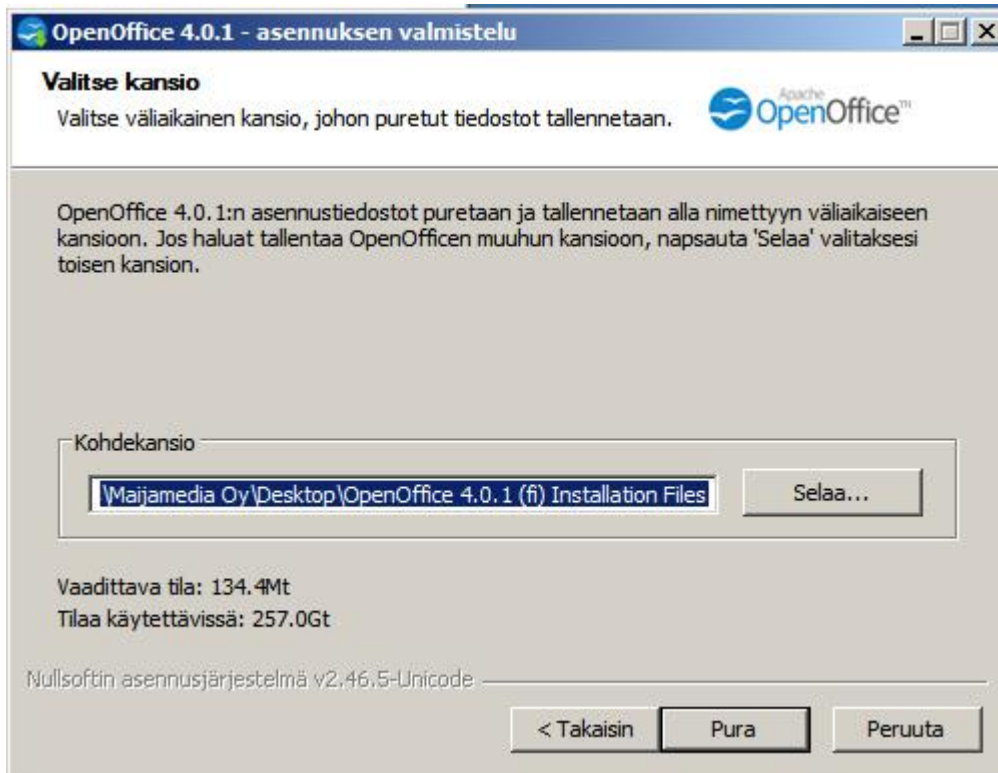 OpenOffice 4.0.1 - asennuksen valmistelu
Valitse kansio
Valitse väliaikainen kansio, johon puretut tiedostot tallennetaan.
Apache
OpenOffice™
OpenOffice 4.0.1:n asennustiedostot puretaan ja tallennetaan alla nimettyyn väliaikaiseen
kansioon. Jos haluat tallentaa OpenOfficen muuhun kansioon, napsauta 'Selaa' valitaksesi
toisen kansion.
Kohdekansio
\Maijamedia Oy\Desktop\OpenOffice 4.0.1 (fi) Installation Files
Selaa...
Vaadittava tila: 134.4Mt
Tilaa käytettävissä: 257.0Gt
Nullsoftin asennusjärjestelmä v2.46.5-Unicode
< Takaisin
Pura
Peruuta